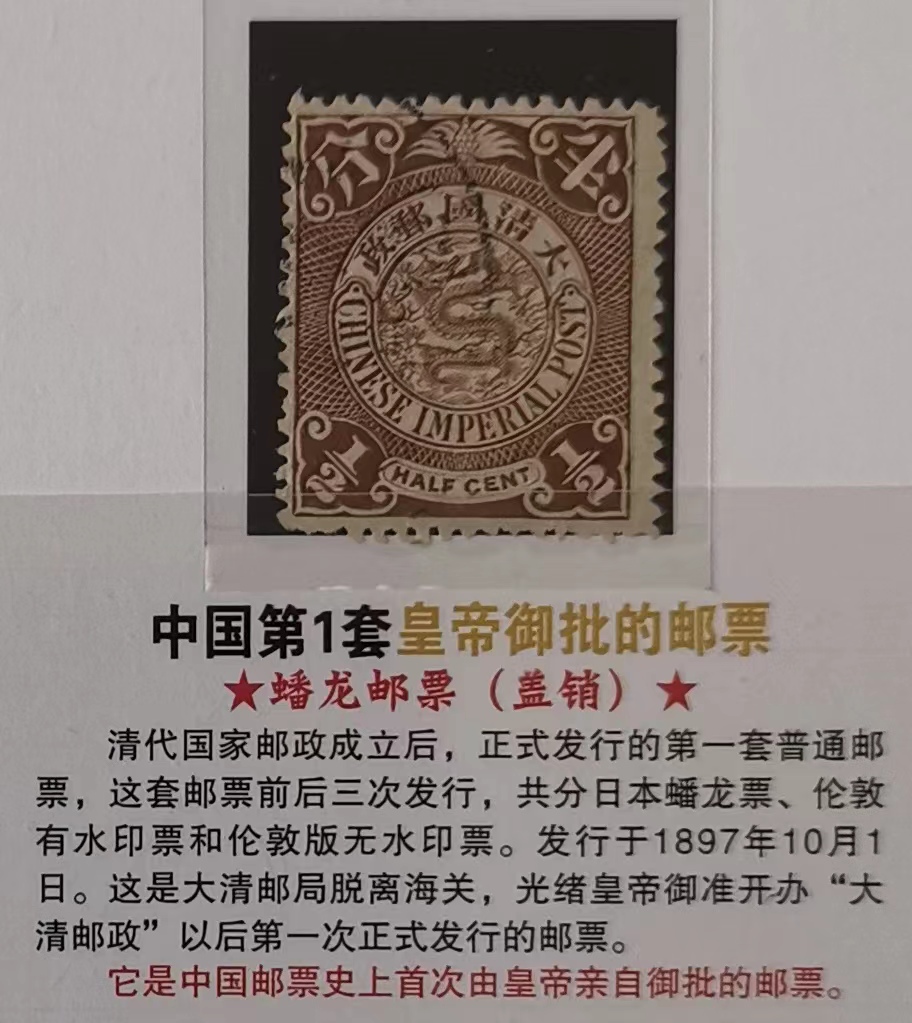 分 半
大清國郵政
CHINESE IMPERIAL POST
1/2 HALF CENT 1/2
中国第1套皇帝御批的邮票
★蟠龙邮票（盖销）★
清代国家邮政成立后，正式发行的第一套普通邮
票，这套邮票前后三次发行，共分日本蟠龙票、伦敦
有水印票和伦敦版无水印票。发行于1897年10月1
日。这是大清邮局脱离海关，光绪皇帝御准开办“大
清邮政”以后第一次正式发行的邮票。
它是中国邮票史上首次由皇帝亲自御批的邮票。